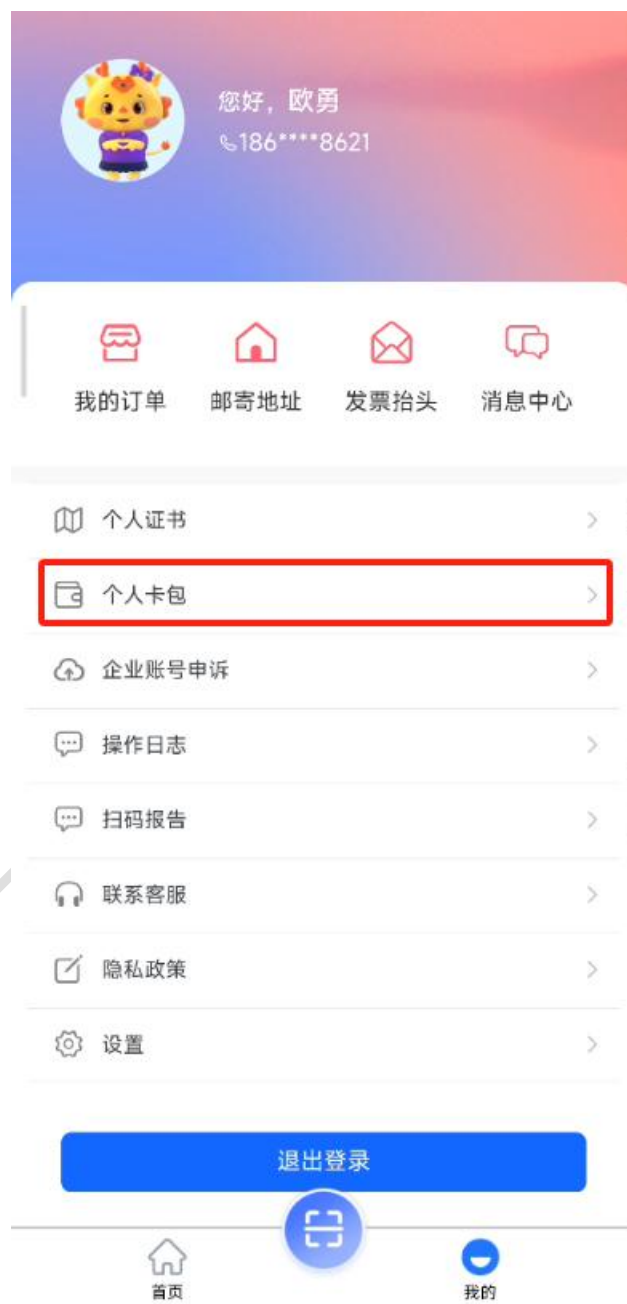 您好，欧勇
186****8621
我的订单 邮寄地址 发票抬头 消息中心
个人证书
个人卡包
企业账号申诉
操作日志
扫码报告
联系客服
隐私政策
设置
退出登录
首页 我的